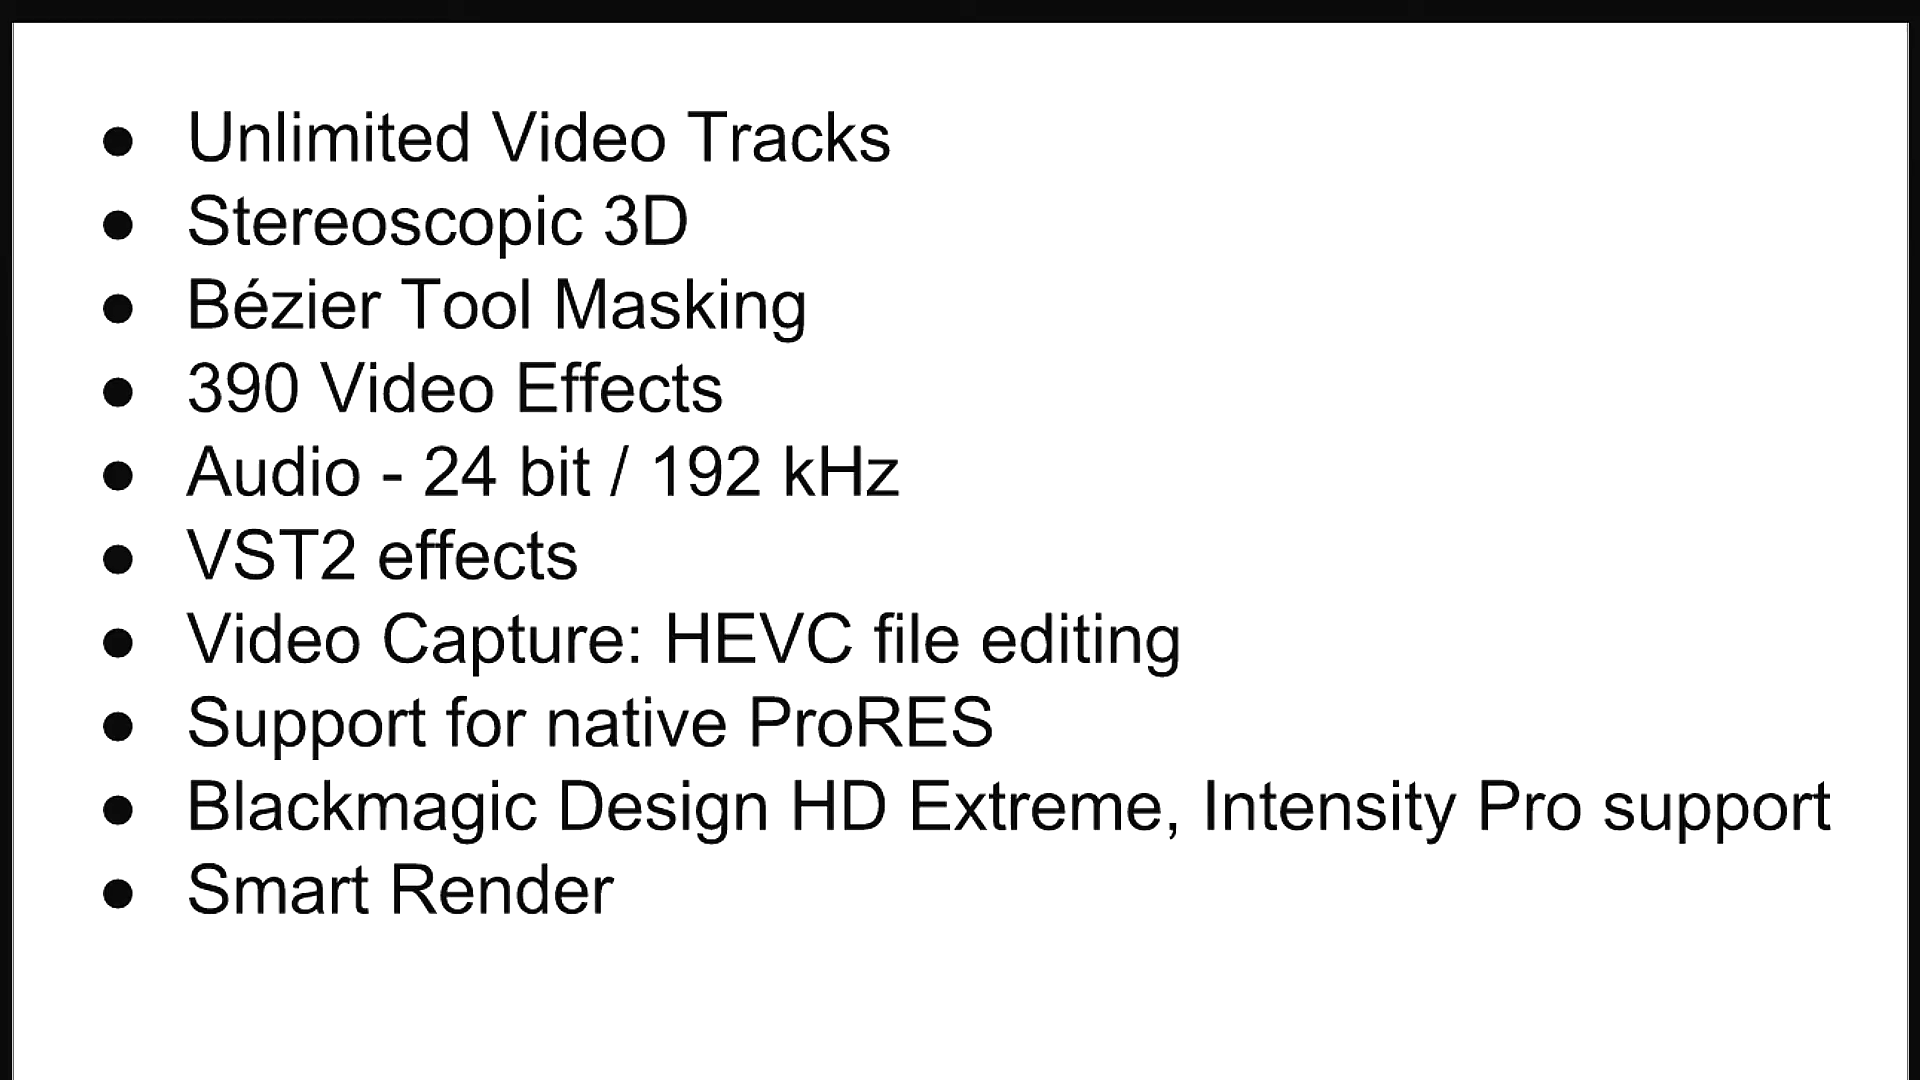 ● Unlimited Video Tracks
● Stereoscopic 3D
● Bézier Tool Masking
● 390 Video Effects
● Audio - 24 bit / 192 kHz
● VST2 effects
● Video Capture: HEVC file editing
● Support for native ProRES
● Blackmagic Design HD Extreme, Intensity Pro support
● Smart Render